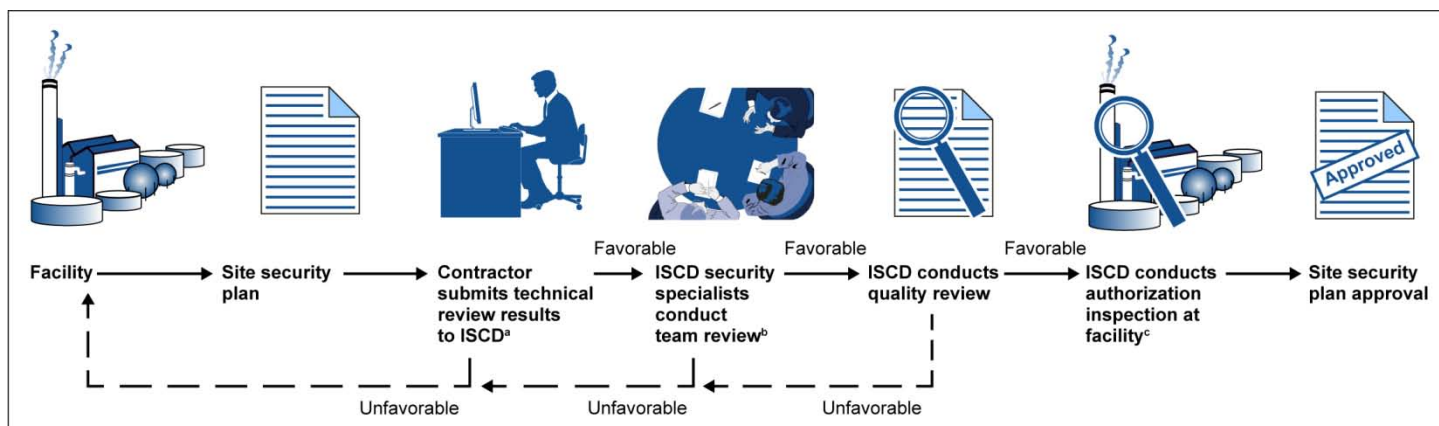 Approved
Favorable
Favorable
Favorable
Facility
Site security
plan
Contractor
submits technical
review results
to ISCDᵃ
ISCD security
specialists
conduct
team reviewᵇ
ISCD conducts
quality review
ISCD conducts
authorization
inspection at
facilityᶜ
Site security
plan approval
Unfavorable
Unfavorable
Unfavorable